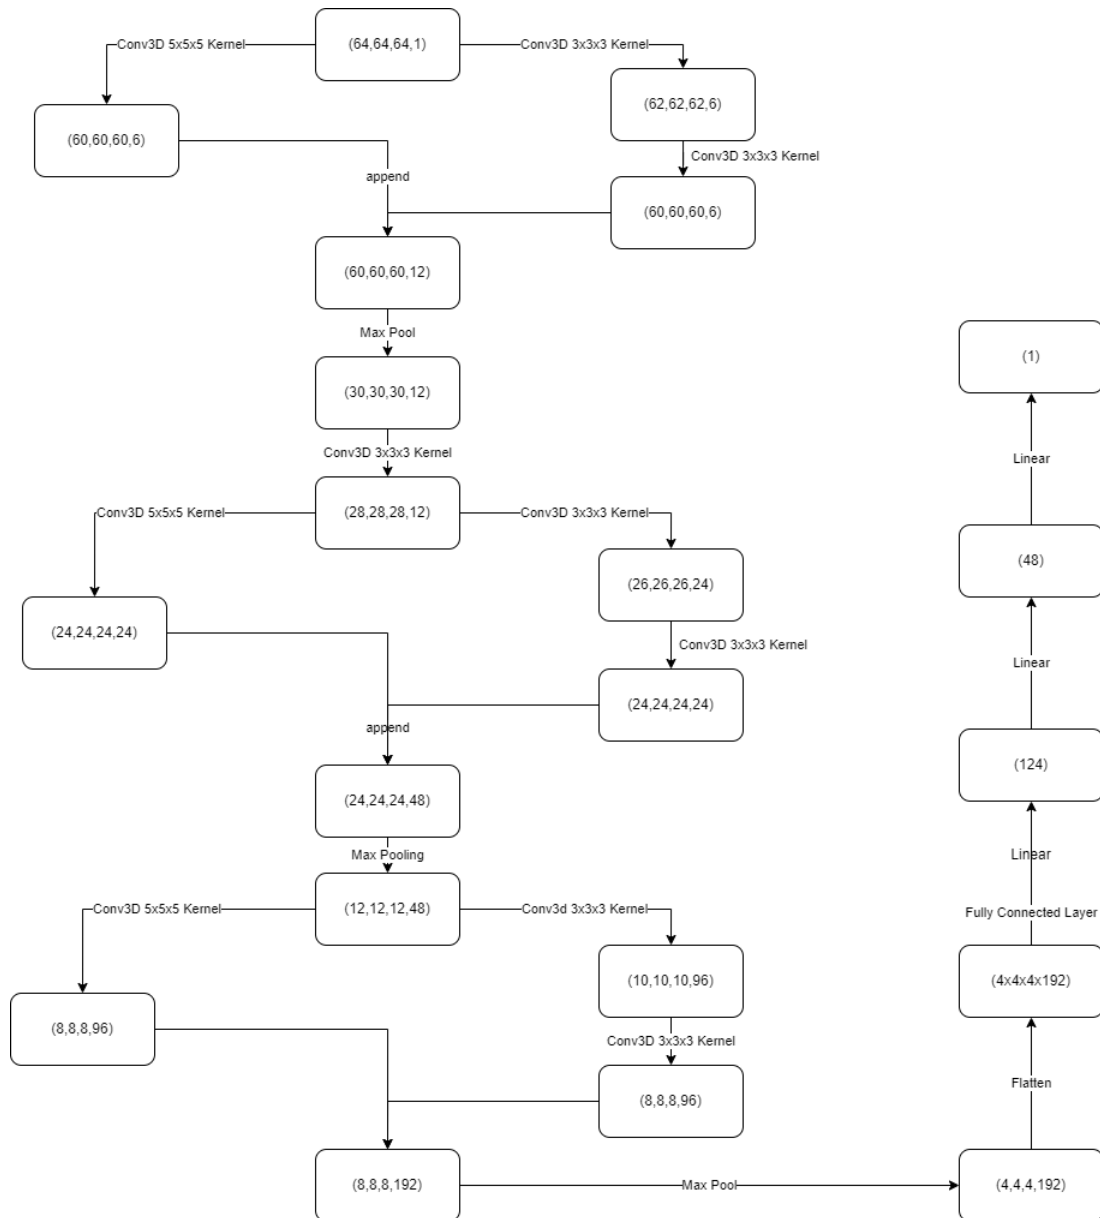 (64,64,64,1)
Conv3D 5x5x5 Kernel
Conv3D 3x3x3 Kernel
(62,62,62,6)
(60,60,60,6)
Conv3D 3x3x3 Kernel
append
(60,60,60,6)
(60,60,60,12)
Max Pool
(30,30,30,12)
Conv3D 3x3x3 Kernel
(28,28,28,12)
Conv3D 5x5x5 Kernel
Conv3D 3x3x3 Kernel
(26,26,26,24)
(24,24,24,24)
Conv3D 3x3x3 Kernel
(24,24,24,24)
append
(24,24,24,48)
Max Pooling
(12,12,12,48)
Conv3D 5x5x5 Kernel
Conv3d 3x3x3 Kernel
(10,10,10,96)
(8,8,8,96)
Conv3D 3x3x3 Kernel
(8,8,8,96)
(8,8,8,192)
Max Pool
(4,4,4,192)
Flatten
(4x4x4x192)
Fully Connected Layer
Linear
(124)
Linear
(48)
Linear
(1)